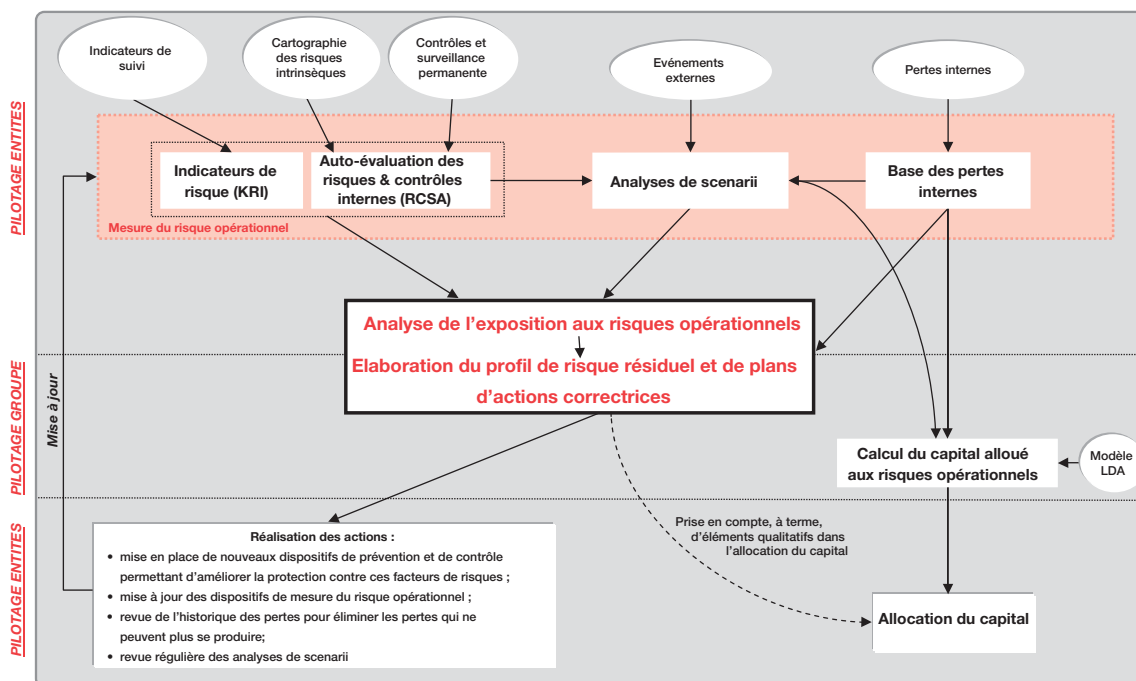 Indicateurs de
suivi
Cartographie
des risques
intrinsèques
Contrôles et
surveillance
permanente
Evénements
externes
Pertes internes
PILOTAGE ENTITES
Indicateurs de
risque (KRI)
Auto-évaluation des
risques & contrôles
internes (RCSA)
Analyses de scenarii
Base des pertes
internes
Mesure du risque opérationnel
Analyse de l'exposition aux risques opérationnels
Elaboration du profil de risque résiduel et de plans
d'actions correctrices
PILOTAGE GROUPE
Mise à jour
Calcul du capital alloué
aux risques opérationnels
Modèle
LDA
PILOTAGE ENTITES
Réalisation des actions :
• mise en place de nouveaux dispositifs de prévention et de contrôle
permettant d'améliorer la protection contre ces facteurs de risques ;
• mise à jour des dispositifs de mesure du risque opérationnel ;
• revue de l'historique des pertes pour éliminer les pertes qui ne
peuvent plus se produire;
• revue régulière des analyses de scenarii
Prise en compte, à terme,
d'éléments qualitatifs dans
l'allocation du capital
Allocation du capital